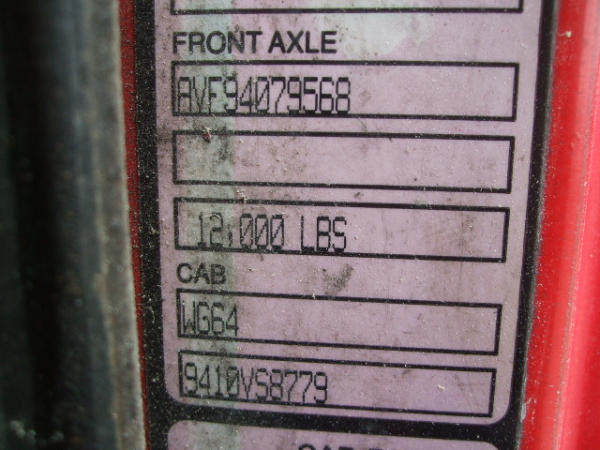 FRONT AXLE
AVF94079568
12,000 LBS
CAB
WG64
9410VS8779